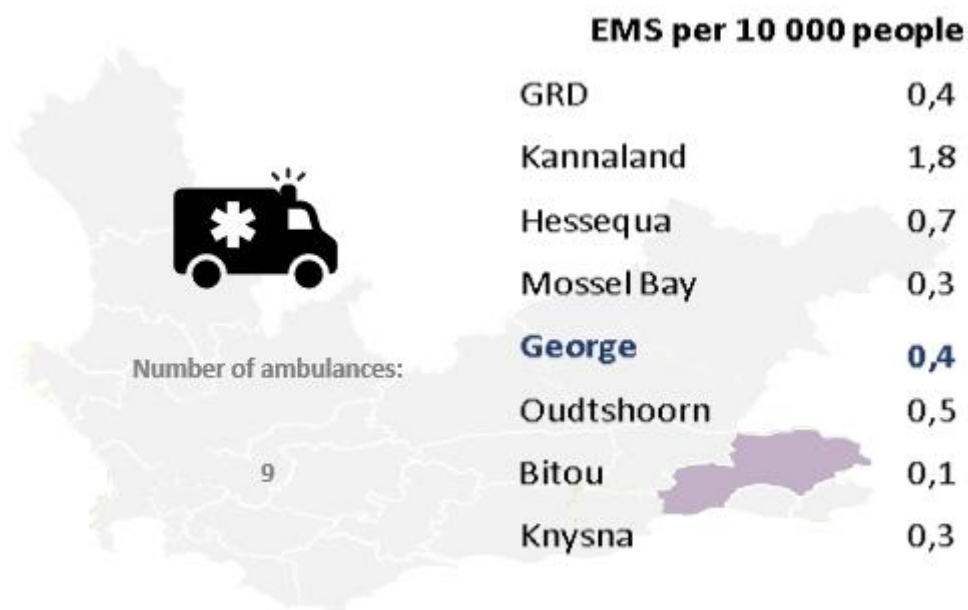 EMS per 10 000 people
GRD 0,4
Kannaland 1,8
Hessequa 0,7
Mossel Bay 0,3
George 0,4
Oudtshoorn 0,5
Bitou 0,1
Knysna 0,3
Number of ambulances:
9